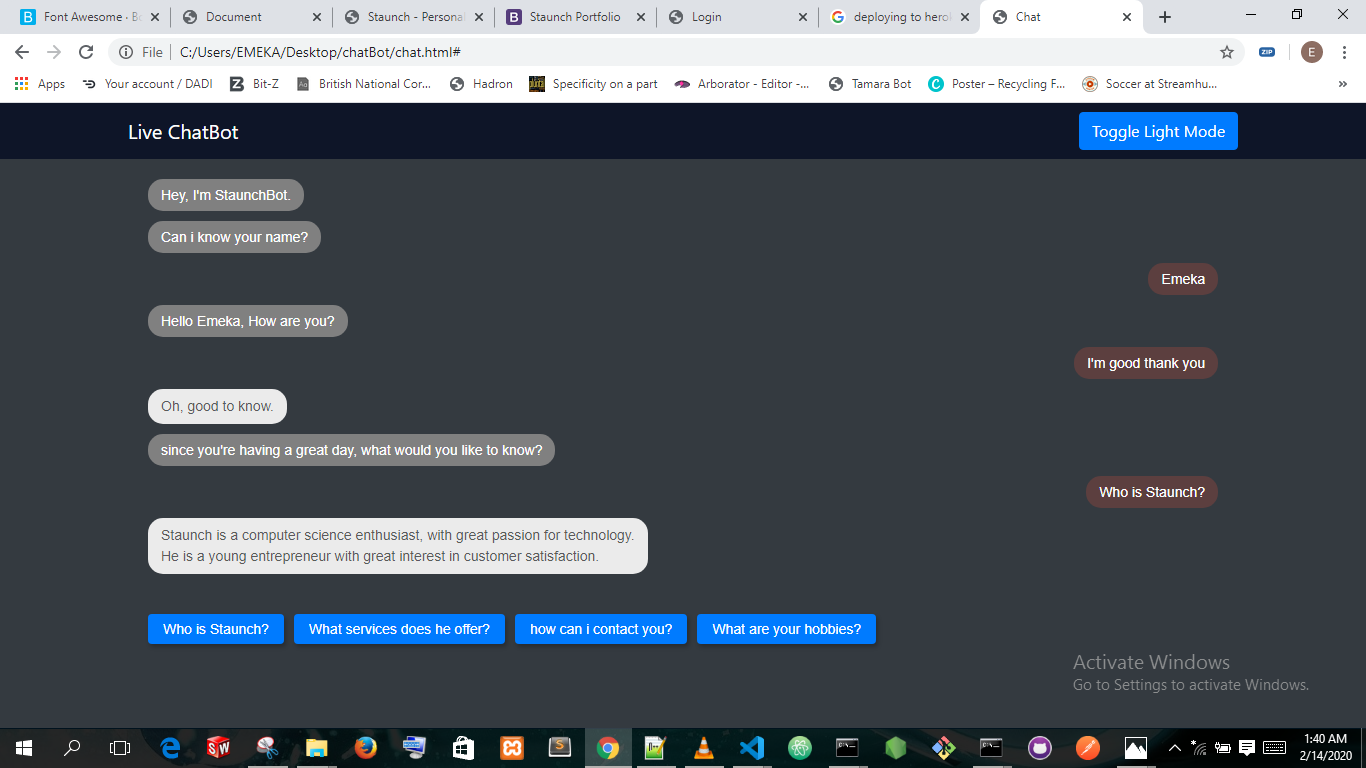 Font Awesome · Bo
Document
Staunch - Personal
Staunch Portfolio
Login
deploying to herok
Chat
File
C:/Users/EMEKA/Desktop/chatBot/chat.html#
ZIP
E
Apps
Your account / DADI
Bit-Z
British National Cor...
Hadron
Specificity on a part
Arborator - Editor -...
Tamara Bot
Poster – Recycling F...
Soccer at Streamhu...
»
Live ChatBot
Toggle Light Mode
Hey, I'm StaunchBot.
Can i know your name?
Emeka
Hello Emeka, How are you?
I'm good thank you
Oh, good to know.
since you're having a great day, what would you like to know?
Who is Staunch?
Staunch is a computer science enthusiast, with great passion for technology.
He is a young entrepreneur with great interest in customer satisfaction.
Who is Staunch?
What services does he offer?
how can i contact you?
What are your hobbies?
Activate Windows
Go to Settings to activate Windows.
1:40 AM
2/14/2020